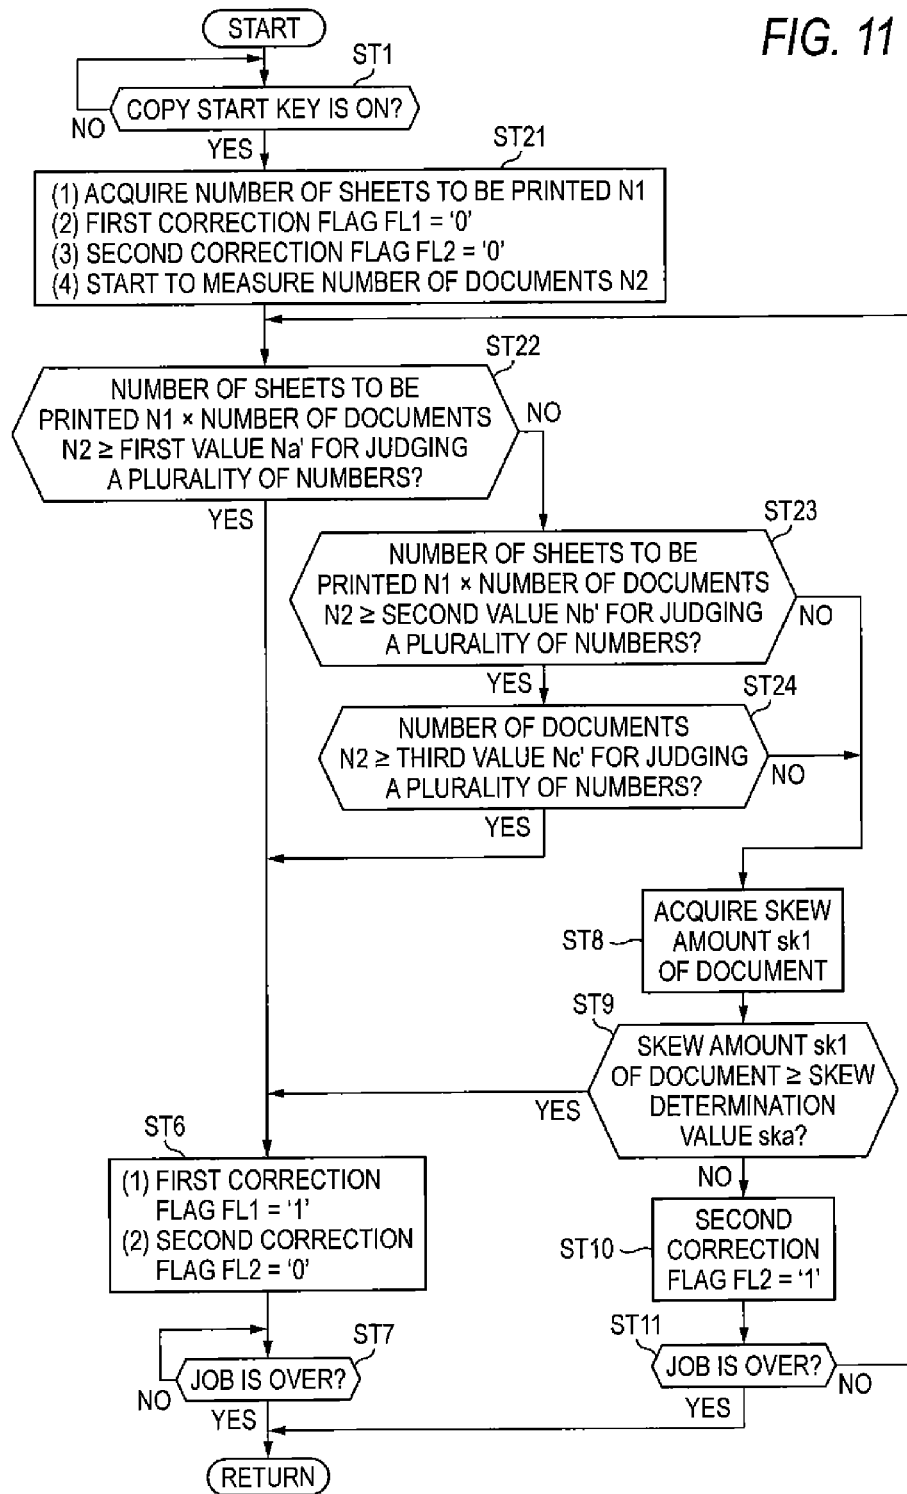 FIG. 11
START
ST1
COPY START KEY IS ON?
NO
YES
ST21
(1) ACQUIRE NUMBER OF SHEETS TO BE PRINTED N1
(2) FIRST CORRECTION FLAG FL1 = '0'
(3) SECOND CORRECTION FLAG FL2 = '0'
(4) START TO MEASURE NUMBER OF DOCUMENTS N2
ST22
NUMBER OF SHEETS TO BE
PRINTED N1 × NUMBER OF DOCUMENTS
N2 ≥ FIRST VALUE Na' FOR JUDGING
A PLURALITY OF NUMBERS?
NO
YES
ST23
NUMBER OF SHEETS TO BE
PRINTED N1 × NUMBER OF DOCUMENTS
N2 ≥ SECOND VALUE Nb' FOR JUDGING
A PLURALITY OF NUMBERS?
NO
YES
ST24
NUMBER OF DOCUMENTS
N2 ≥ THIRD VALUE Nc' FOR JUDGING
A PLURALITY OF NUMBERS?
NO
YES
ST8
ACQUIRE SKEW
AMOUNT sk1
OF DOCUMENT
ST9
SKEW AMOUNT sk1
OF DOCUMENT ≥ SKEW
DETERMINATION
VALUE ska?
YES
NO
ST6
(1) FIRST CORRECTION
FLAG FL1 = '1'
(2) SECOND CORRECTION
FLAG FL2 = '0'
ST10
SECOND
CORRECTION
FLAG FL2 = '1'
ST7
JOB IS OVER?
NO
YES
ST11
JOB IS OVER?
NO
YES
RETURN